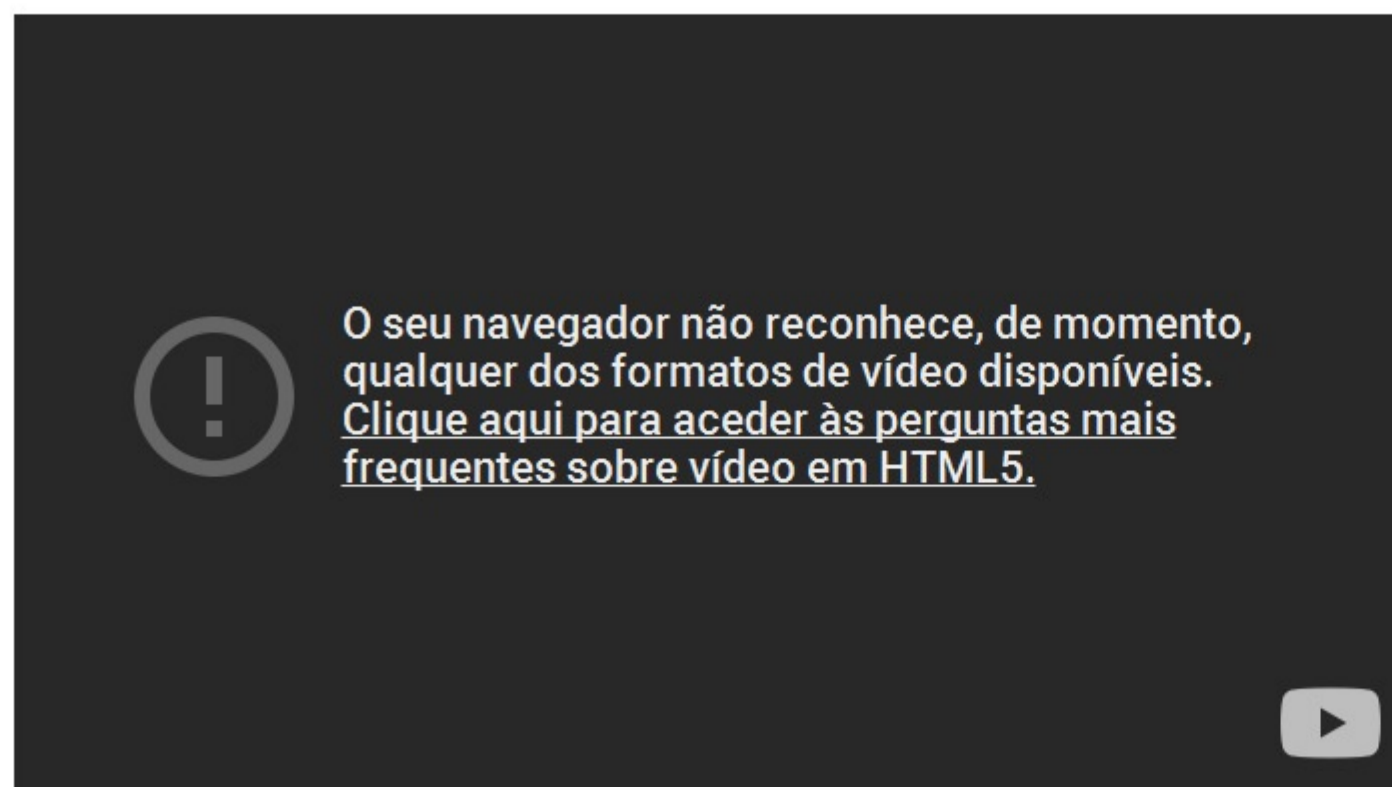 O seu navegador não reconhece, de momento,
qualquer dos formatos de vídeo disponíveis.
Clique aqui para aceder às perguntas mais
frequentes sobre vídeo em HTML5.